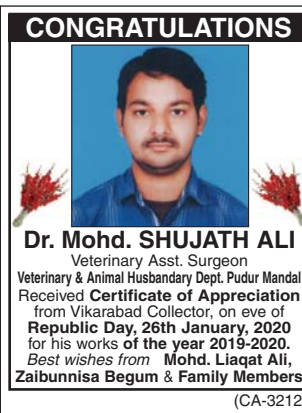 CONGRATULATIONS
Dr. Mohd. SHUJATH ALI
Veterinary Asst. Surgeon
Veterinary & Animal Husbandary Dept. Pudur Mandal
Received Certificate of Appreciation
from Vikarabad Collector, on eve of
Republic Day, 26th January, 2020
for his works of the year 2019-2020.
Best wishes from Mohd. Liaqat Ali,
Zaibunnisa Begum & Family Members
(CA-3212